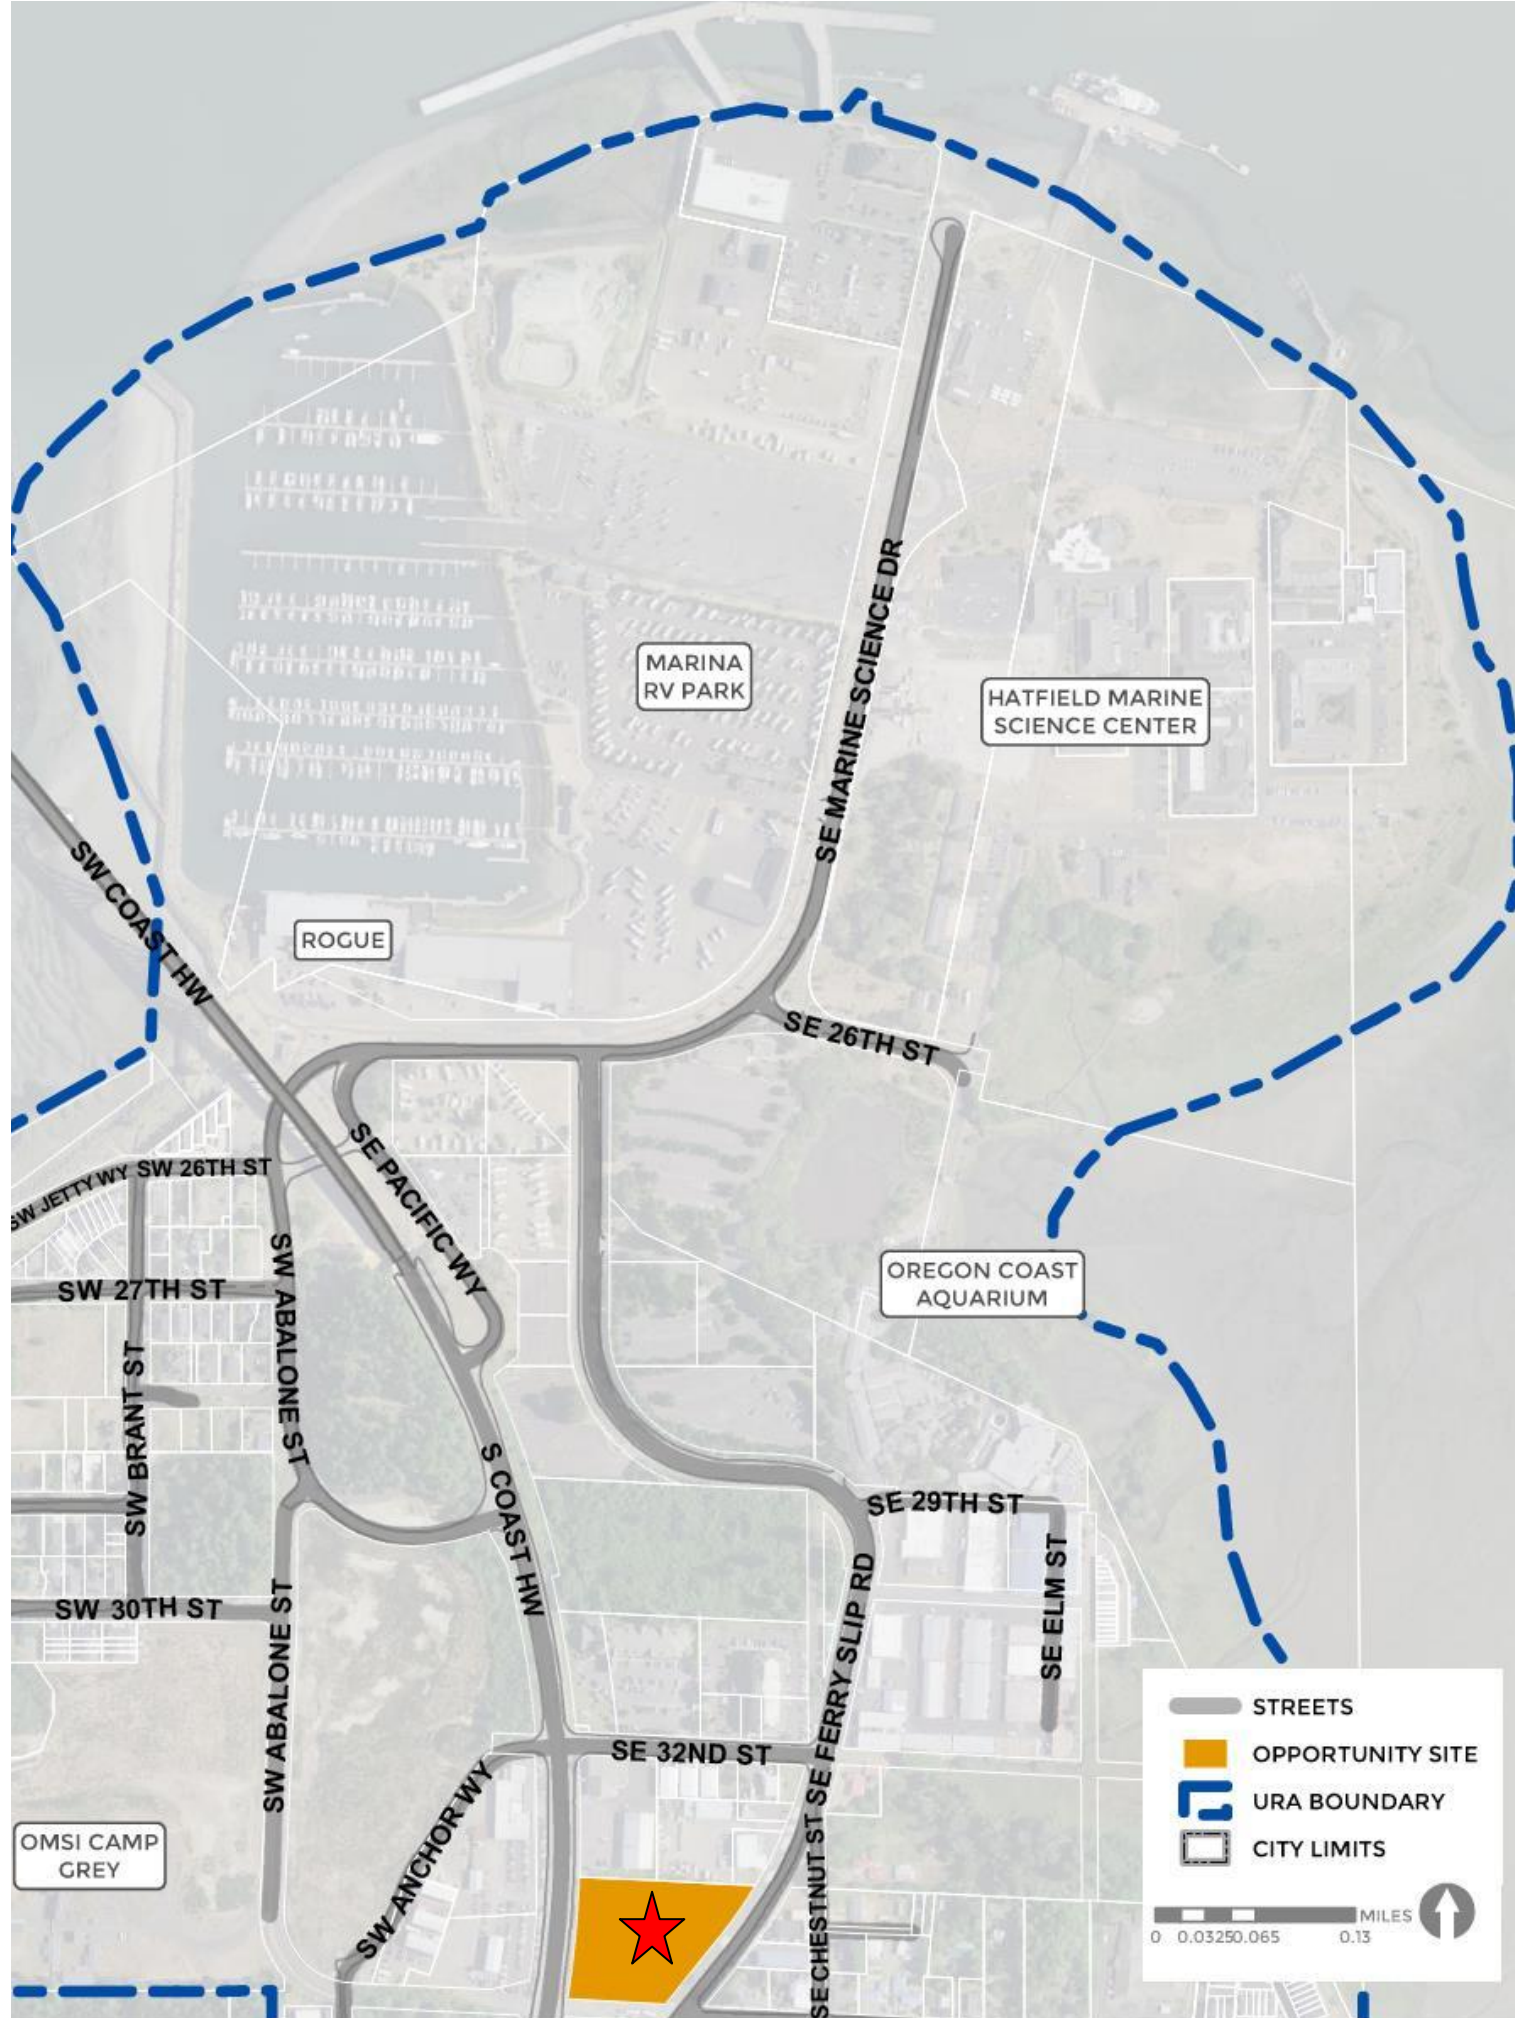 MARINA
RV PARK
SE MARINE SCIENCE DR
HATFIELD MARINE
SCIENCE CENTER
SW COAST HW
ROGUE
SE 26TH ST
SE PACIFIC WY
SW JETTY WY
SW 26TH ST
SW ABALONE ST
SW 27TH ST
OREGON COAST
AQUARIUM
SW BRANT ST
S COAST HW
SE 29TH ST
SE ELM ST
SW 30TH ST
SW ABALONE ST
SE FERRY SLIP RD
SE 32ND ST
SW ANCHOR WY
SE CHESTNUT ST
OMSI CAMP
GREY
STREETS
OPPORTUNITY SITE
URA BOUNDARY
CITY LIMITS
MILES
0 0.0325 0.065 0.13